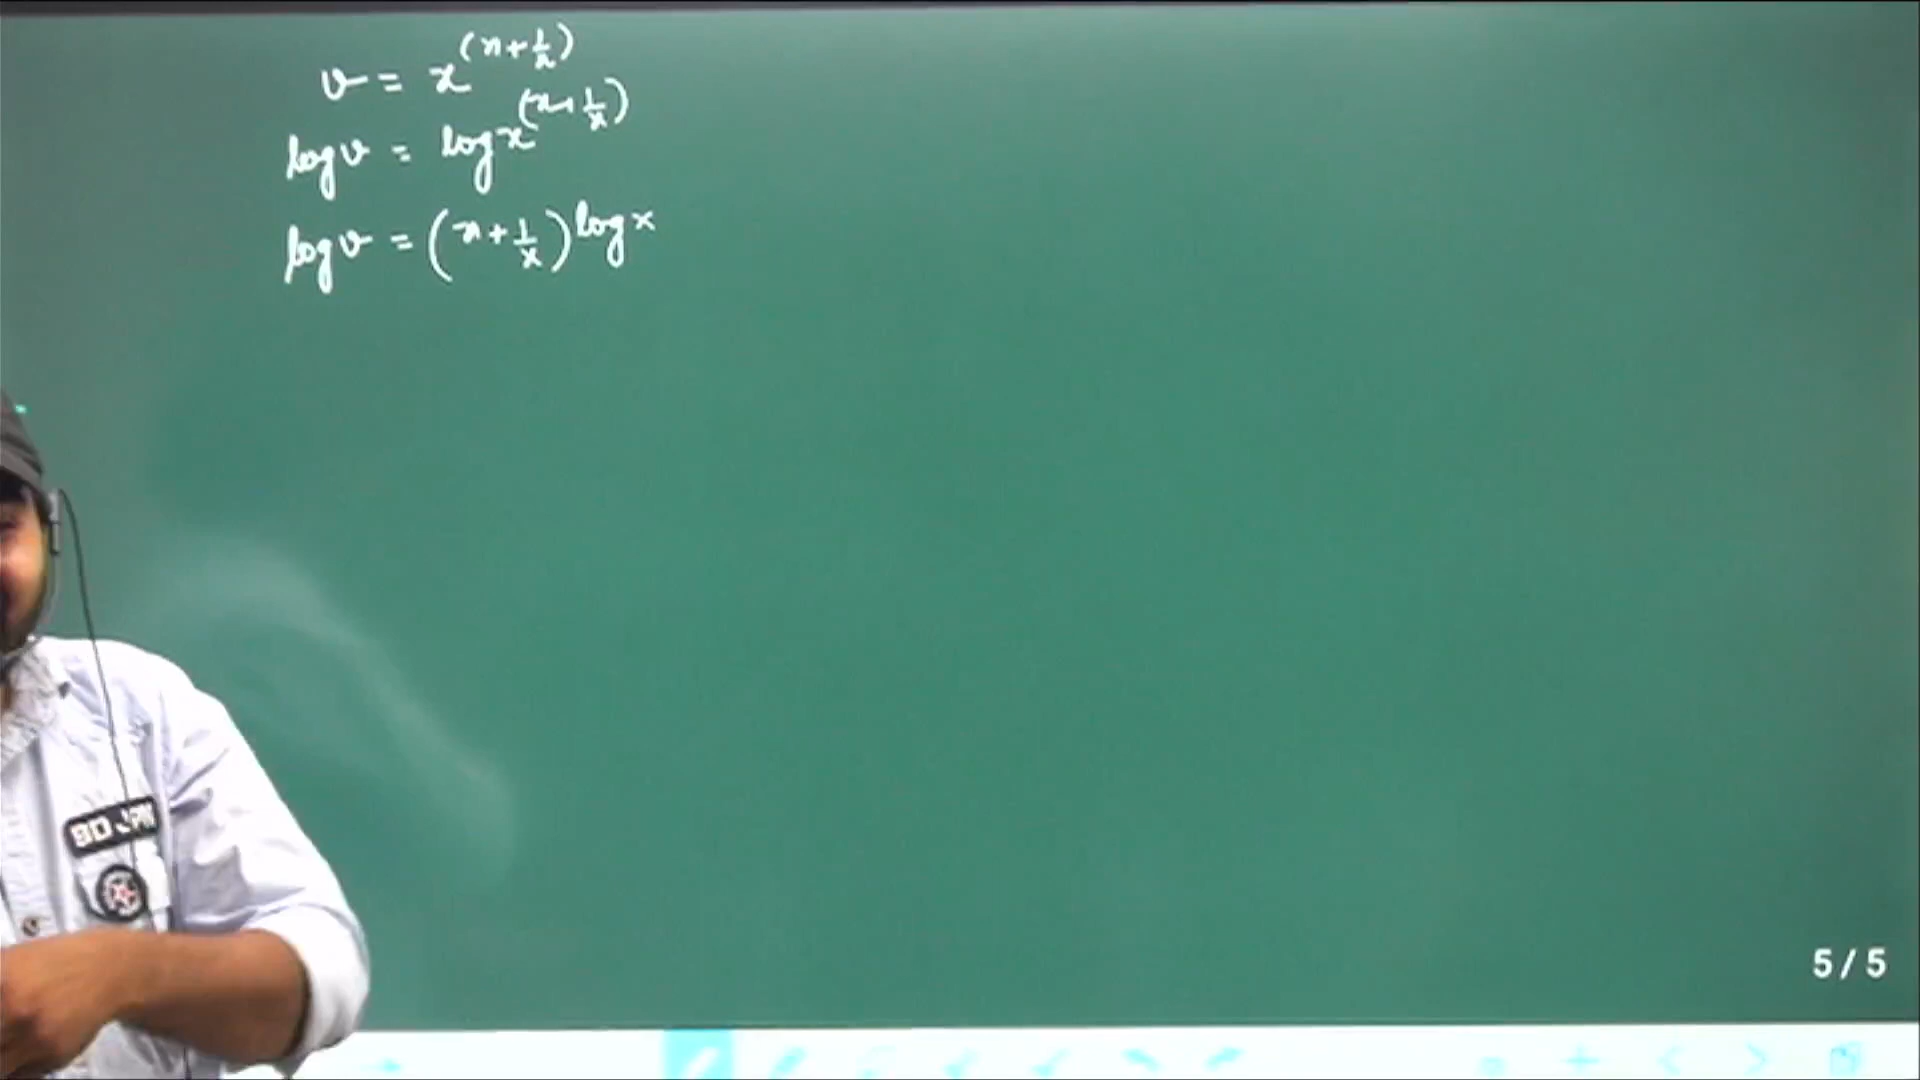 v = x^(x+1/x)
log v = log x^(x+1/x)
log v = (x+1/x) log x
5 / 5